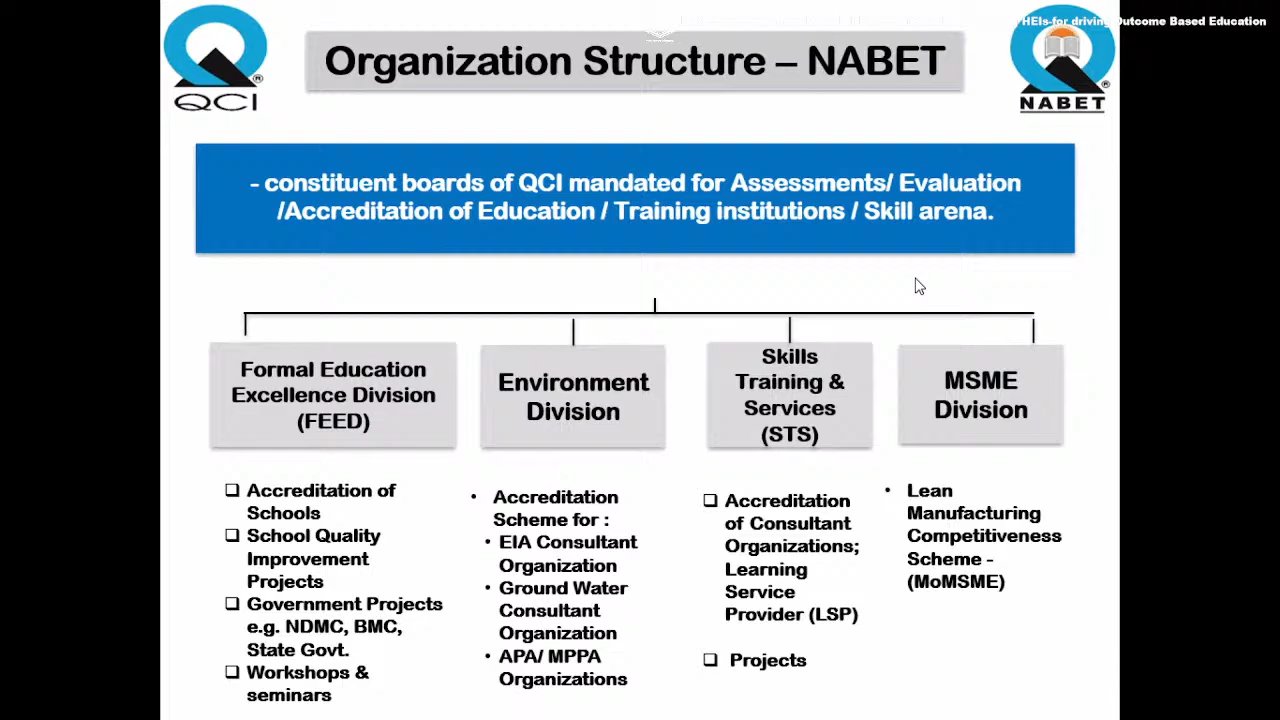 HEIs-for driving Outcome Based Education
QCI
Organization Structure – NABET
NABET
- constituent boards of QCI mandated for Assessments/ Evaluation
/Accreditation of Education / Training institutions / Skill arena.
Formal Education
Excellence Division
(FEED)
Environment
Division
Skills
Training &
Services
(STS)
MSME
Division
❑ Accreditation of
Schools
❑ School Quality
Improvement
Projects
❑ Government Projects
e.g. NDMC, BMC,
State Govt.
❑ Workshops &
seminars
• Accreditation
Scheme for :
• EIA Consultant
Organization
• Ground Water
Consultant
Organization
• APA/ MPPA
Organizations
❑ Accreditation
of Consultant
Organizations;
Learning
Service
Provider (LSP)
❑ Projects
• Lean
Manufacturing
Competitiveness
Scheme -
(MoMSME)